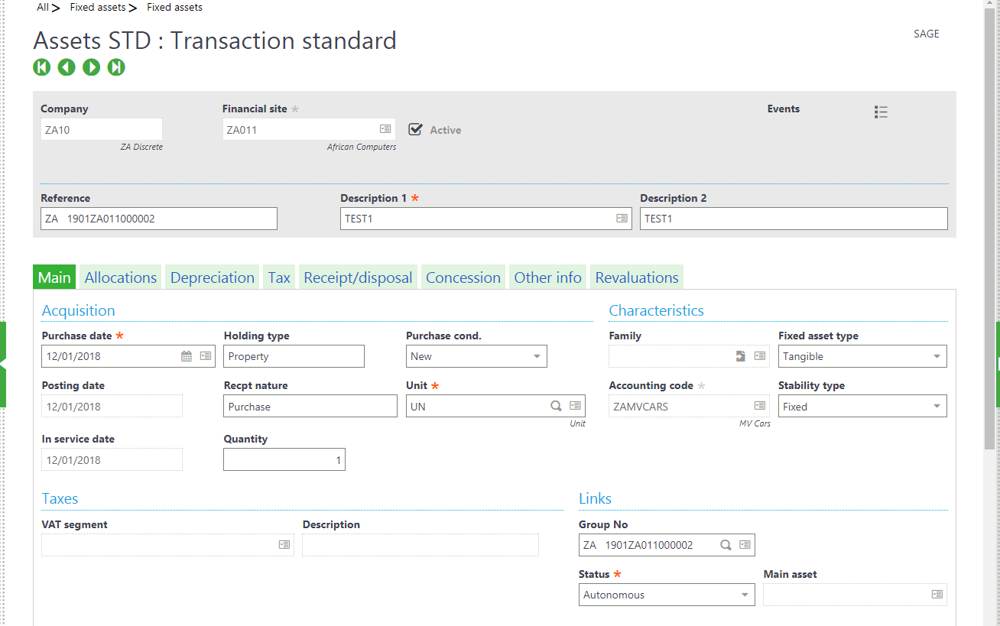 All > Fixed assets > Fixed assets
Assets STD : Transaction standard
SAGE
Company Financial site * Events
ZA10 ZA011 Active
ZA Discrete African Computers
Reference Description 1 * Description 2
ZA 1901ZA011000002 TEST1 TEST1
Main Allocations Depreciation Tax Receipt/disposal Concession Other info Revaluations
Acquisition Characteristics
Purchase date * Holding type Purchase cond. Family Fixed asset type
12/01/2018 Property New Tangible
Posting date Recpt nature Unit * Accounting code * Stability type
12/01/2018 Purchase UN ZAMVCARS Fixed
Unit MV Cars
In service date Quantity
12/01/2018 1
Taxes Links
VAT segment Description Group No
ZA 1901ZA011000002
Status * Main asset
Autonomous